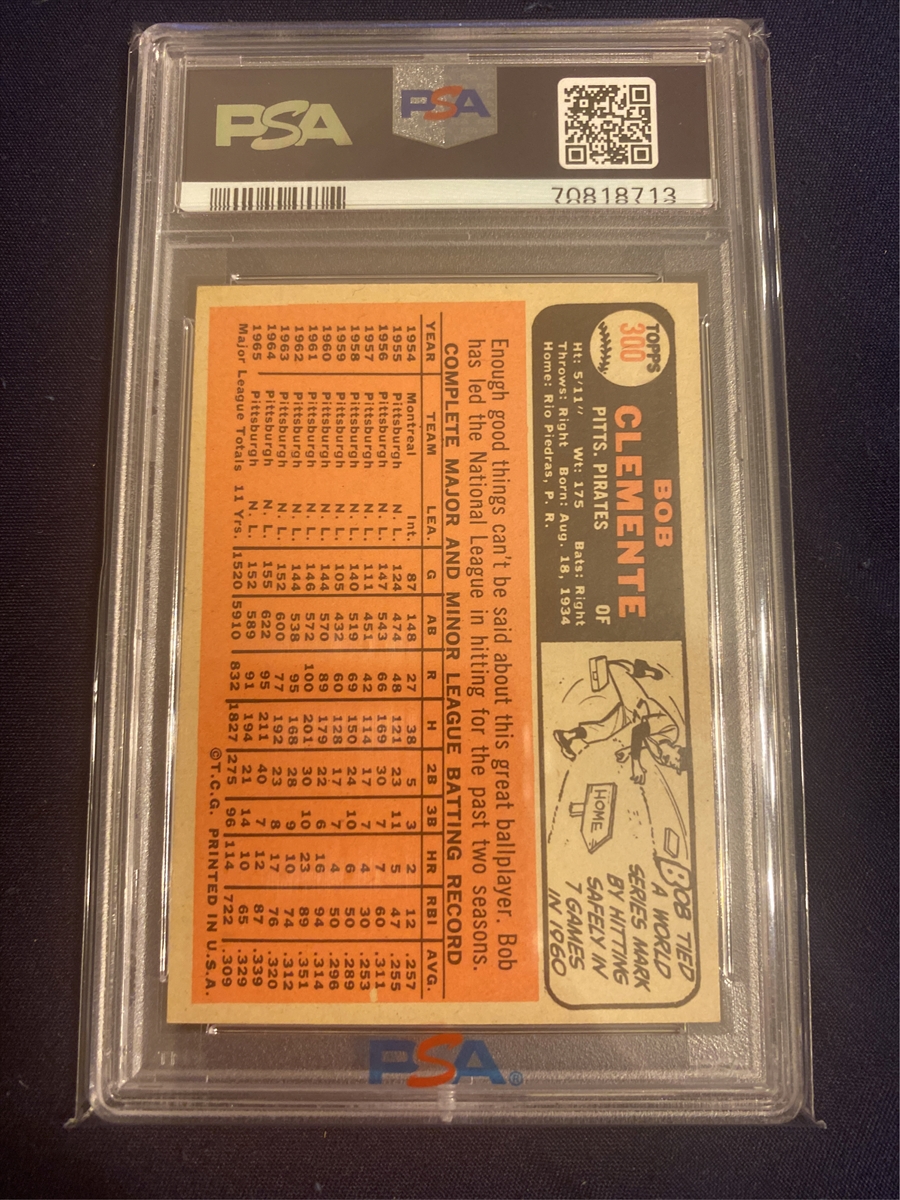 PSA
PSA
70818713
TOPPS
300
BOB
CLEMENTE
PITTS. PIRATES OF
Ht: 5/11" Wt: 175 Bats: Right
Throws: Right Born: Aug. 18, 1934
Home: Rio Piedras, P. R.
HOME
BOB TIED
A WORLD
SERIES MARK
BY HITTING
SAFELY IN
7 GAMES
IN 1960
Enough good things can't be said about this great ballplayer. Bob
has led the National League in hitting for the past two seasons.
COMPLETE MAJOR AND MINOR LEAGUE BATTING RECORD
YEAR TEAM LEA. G AB R H 2B 3B HR RBI AVG.
1954 Montreal Int. 87 148 27 38 5 3 2 12 .257
1955 Pittsburgh N. L. 124 474 48 121 23 11 5 47 .255
1956 Pittsburgh N. L. 147 543 66 169 30 7 7 60 .311
1957 Pittsburgh N. L. 111 451 42 114 17 7 4 30 .253
1958 Pittsburgh N. L. 140 519 69 150 24 10 6 50 .289
1959 Pittsburgh N. L. 105 432 60 128 17 7 4 50 .296
1960 Pittsburgh N. L. 144 570 89 179 22 6 16 94 .314
1961 Pittsburgh N. L. 146 572 100 201 30 10 23 89 .351
1962 Pittsburgh N. L. 144 538 95 168 28 9 10 74 .312
1963 Pittsburgh N. L. 152 600 77 192 23 8 17 76 .320
1964 Pittsburgh N. L. 155 622 95 211 40 7 12 87 .339
1965 Pittsburgh N. L. 152 589 91 194 21 14 10 65 .329
Major League Totals 11 Yrs. 1520 5910 832 1827 275 96 114 722 .309
©T.C.G. PRINTED IN U.S.A.
PSA®